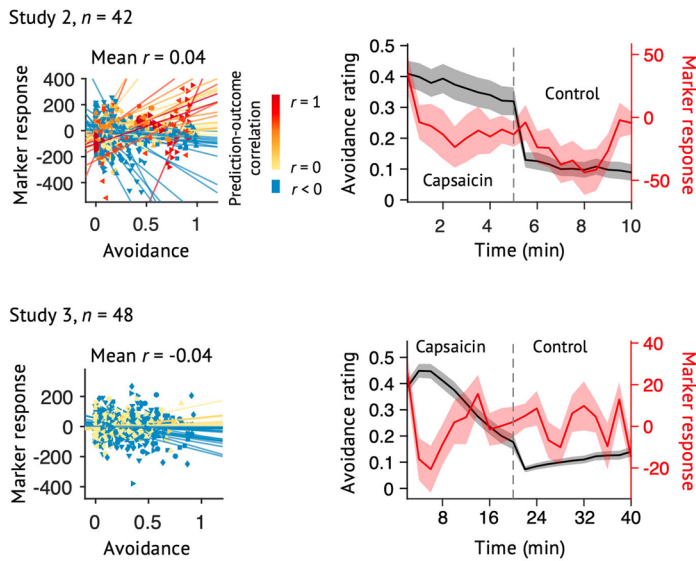 Study 2, n = 42
Mean r = 0.04
Marker response
400
200
0
-200
-400
0
0.5
1
Avoidance
Prediction-outcome
correlation
r = 1
r = 0
r < 0
Avoidance rating
0.5
0.4
0.3
0.2
0.1
0
Capsaicin
Control
2
4
6
8
10
Time (min)
50
0
-50
Marker response
Study 3, n = 48
Mean r = -0.04
Marker response
200
0
-200
-400
0
0.5
1
Avoidance
Avoidance rating
0.5
0.4
0.3
0.2
0.1
0
Capsaicin
Control
8
16
24
32
40
Time (min)
40
20
0
-20
Marker response